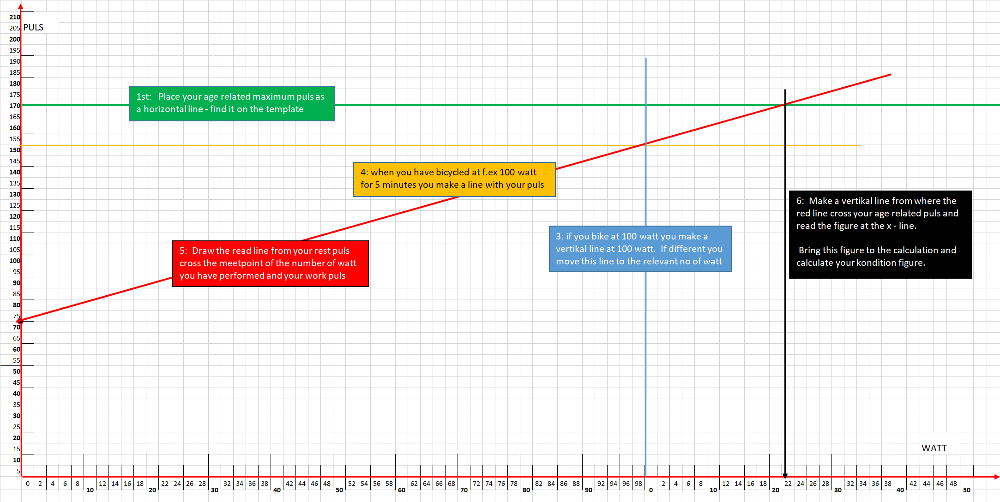 210
PULS
205
200
195
190
185
180
175
170
165
160
155
150
145
140
135
130
125
120
115
110
105
100
95
90
85
80
75
70
65
60
55
50
45
40
35
30
25
20
15
10
5
1st:   Place your age related maximum puls as
a horizontal line - find it on the template
4: when you have bicycled at f.ex 100 watt
for 5 minutes you make a line with your puls
6:  Make a vertikal line from where the
red line cross your age related puls and
read the figure at the x - line.
Bring this figure to the calculation and
calculate your kondition figure.
3: if you bike at 100 watt you make a
vertikal line at 100 watt.  If different you
move this line to the relevant no of watt
5:  Draw the read line from your rest puls
cross the meetpoint of the number of watt
you have performed and your work puls
WATT
0 2 4 6 8 10 12 14 16 18 20 22 24 26 28 30 32 34 36 38 40 42 44 46 48 50 52 54 56 58 60 62 64 66 68 70 72 74 76 78 80 82 84 86 88 90 92 94 96 98 0 2 4 6 8 10 12 14 16 18 20 22 24 26 28 30 32 34 36 38 40 42 44 46 48 50